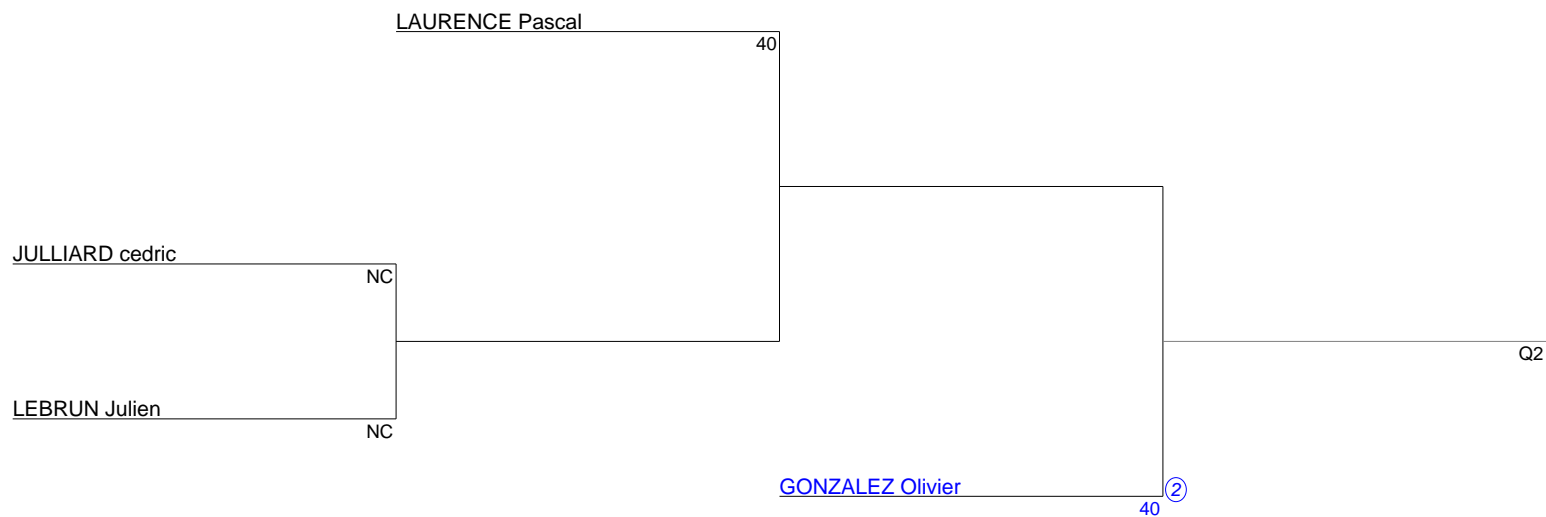 LAURENCE Pascal
40
JULLIARD cedric
NC
Q2
LEBRUN Julien
NC
GONZALEZ Olivier
2
40